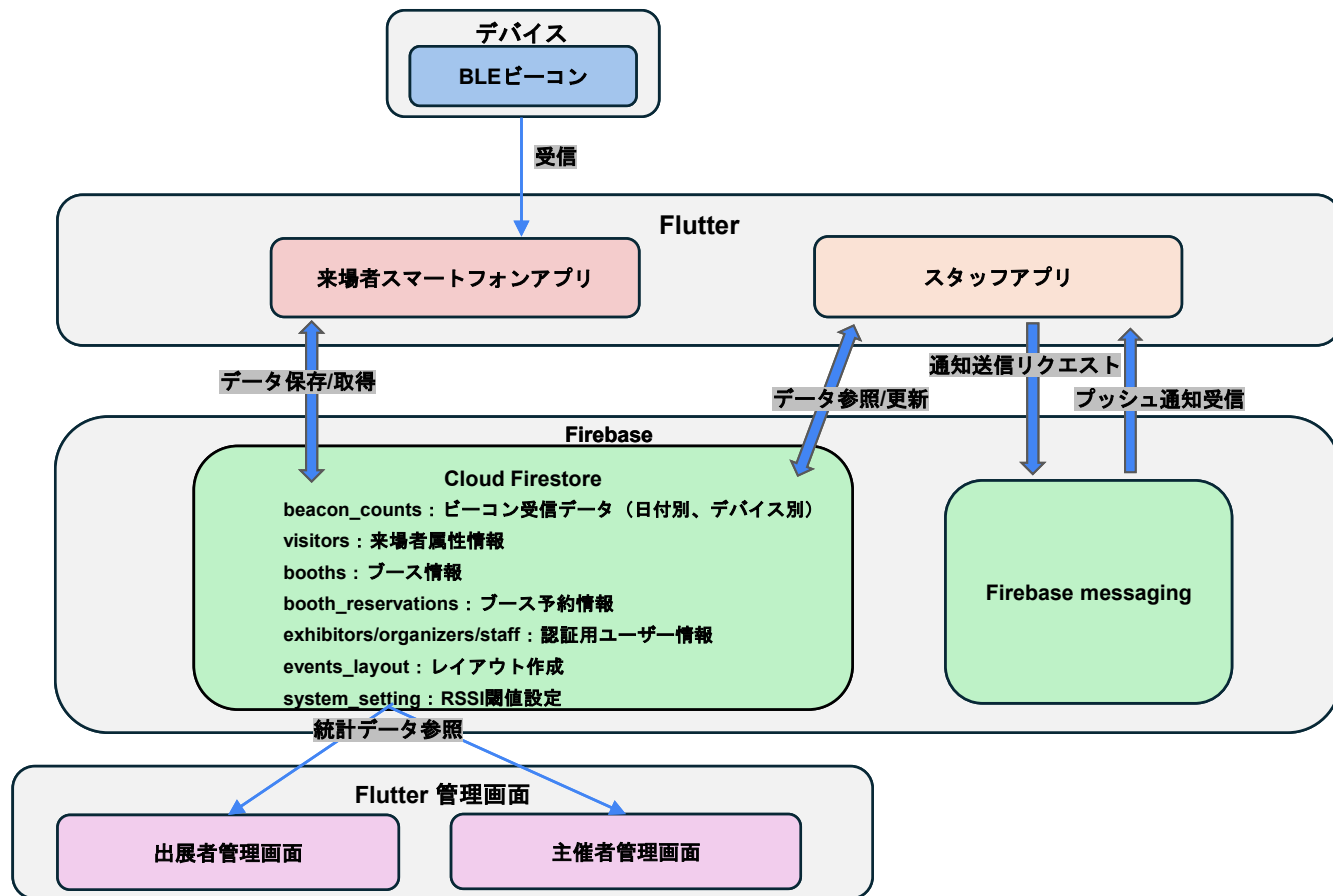 デバイス
BLEビーコン
受信
Flutter
来場者スマートフォンアプリ
スタッフアプリ
データ保存/取得
データ参照/更新
通知送信リクエスト
プッシュ通知受信
Firebase
Cloud Firestore
beacon_counts：ビーコン受信データ（日付別、デバイス別）
visitors：来場者属性情報
booths：ブース情報
booth_reservations：ブース予約情報
exhibitors/organizers/staff：認証用ユーザー情報
events_layout：レイアウト作成
system_setting：RSSI閾値設定
Firebase messaging
統計データ参照
Flutter 管理画面
出展者管理画面
主催者管理画面